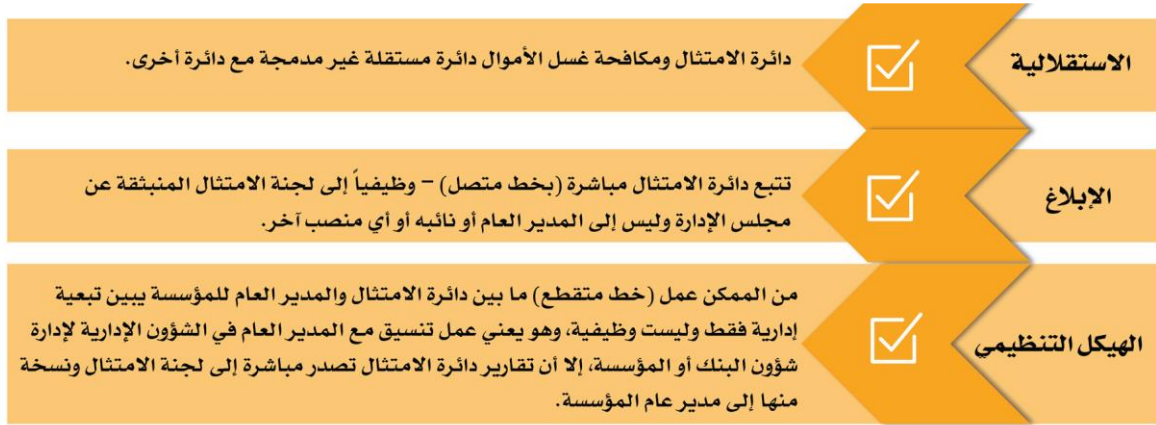 الاستقلالية
دائرة الامتثال ومكافحة غسل الأموال دائرة مستقلة غير مدمجة مع دائرة أخرى.
الإبلاغ
تتبع دائرة الامتثال مباشرة (بخط متصل) – وظيفياً إلى لجنة الامتثال المنبثقة عن
مجلس الإدارة وليس إلى المدير العام أو نائبه أو أي منصب آخر.
الهيكل التنظيمي
من الممكن عمل (خط متقطع) ما بين دائرة الامتثال والمدير العام للمؤسسة يبين تبعية
إدارية فقط وليست وظيفية، وهو يعني عمل تنسيق مع المدير العام في الشؤون الإدارية لإدارة
شؤون البنك أو المؤسسة، إلا أن تقارير دائرة الامتثال تصدر مباشرة إلى لجنة الامتثال ونسخة
منها إلى مدير عام المؤسسة.